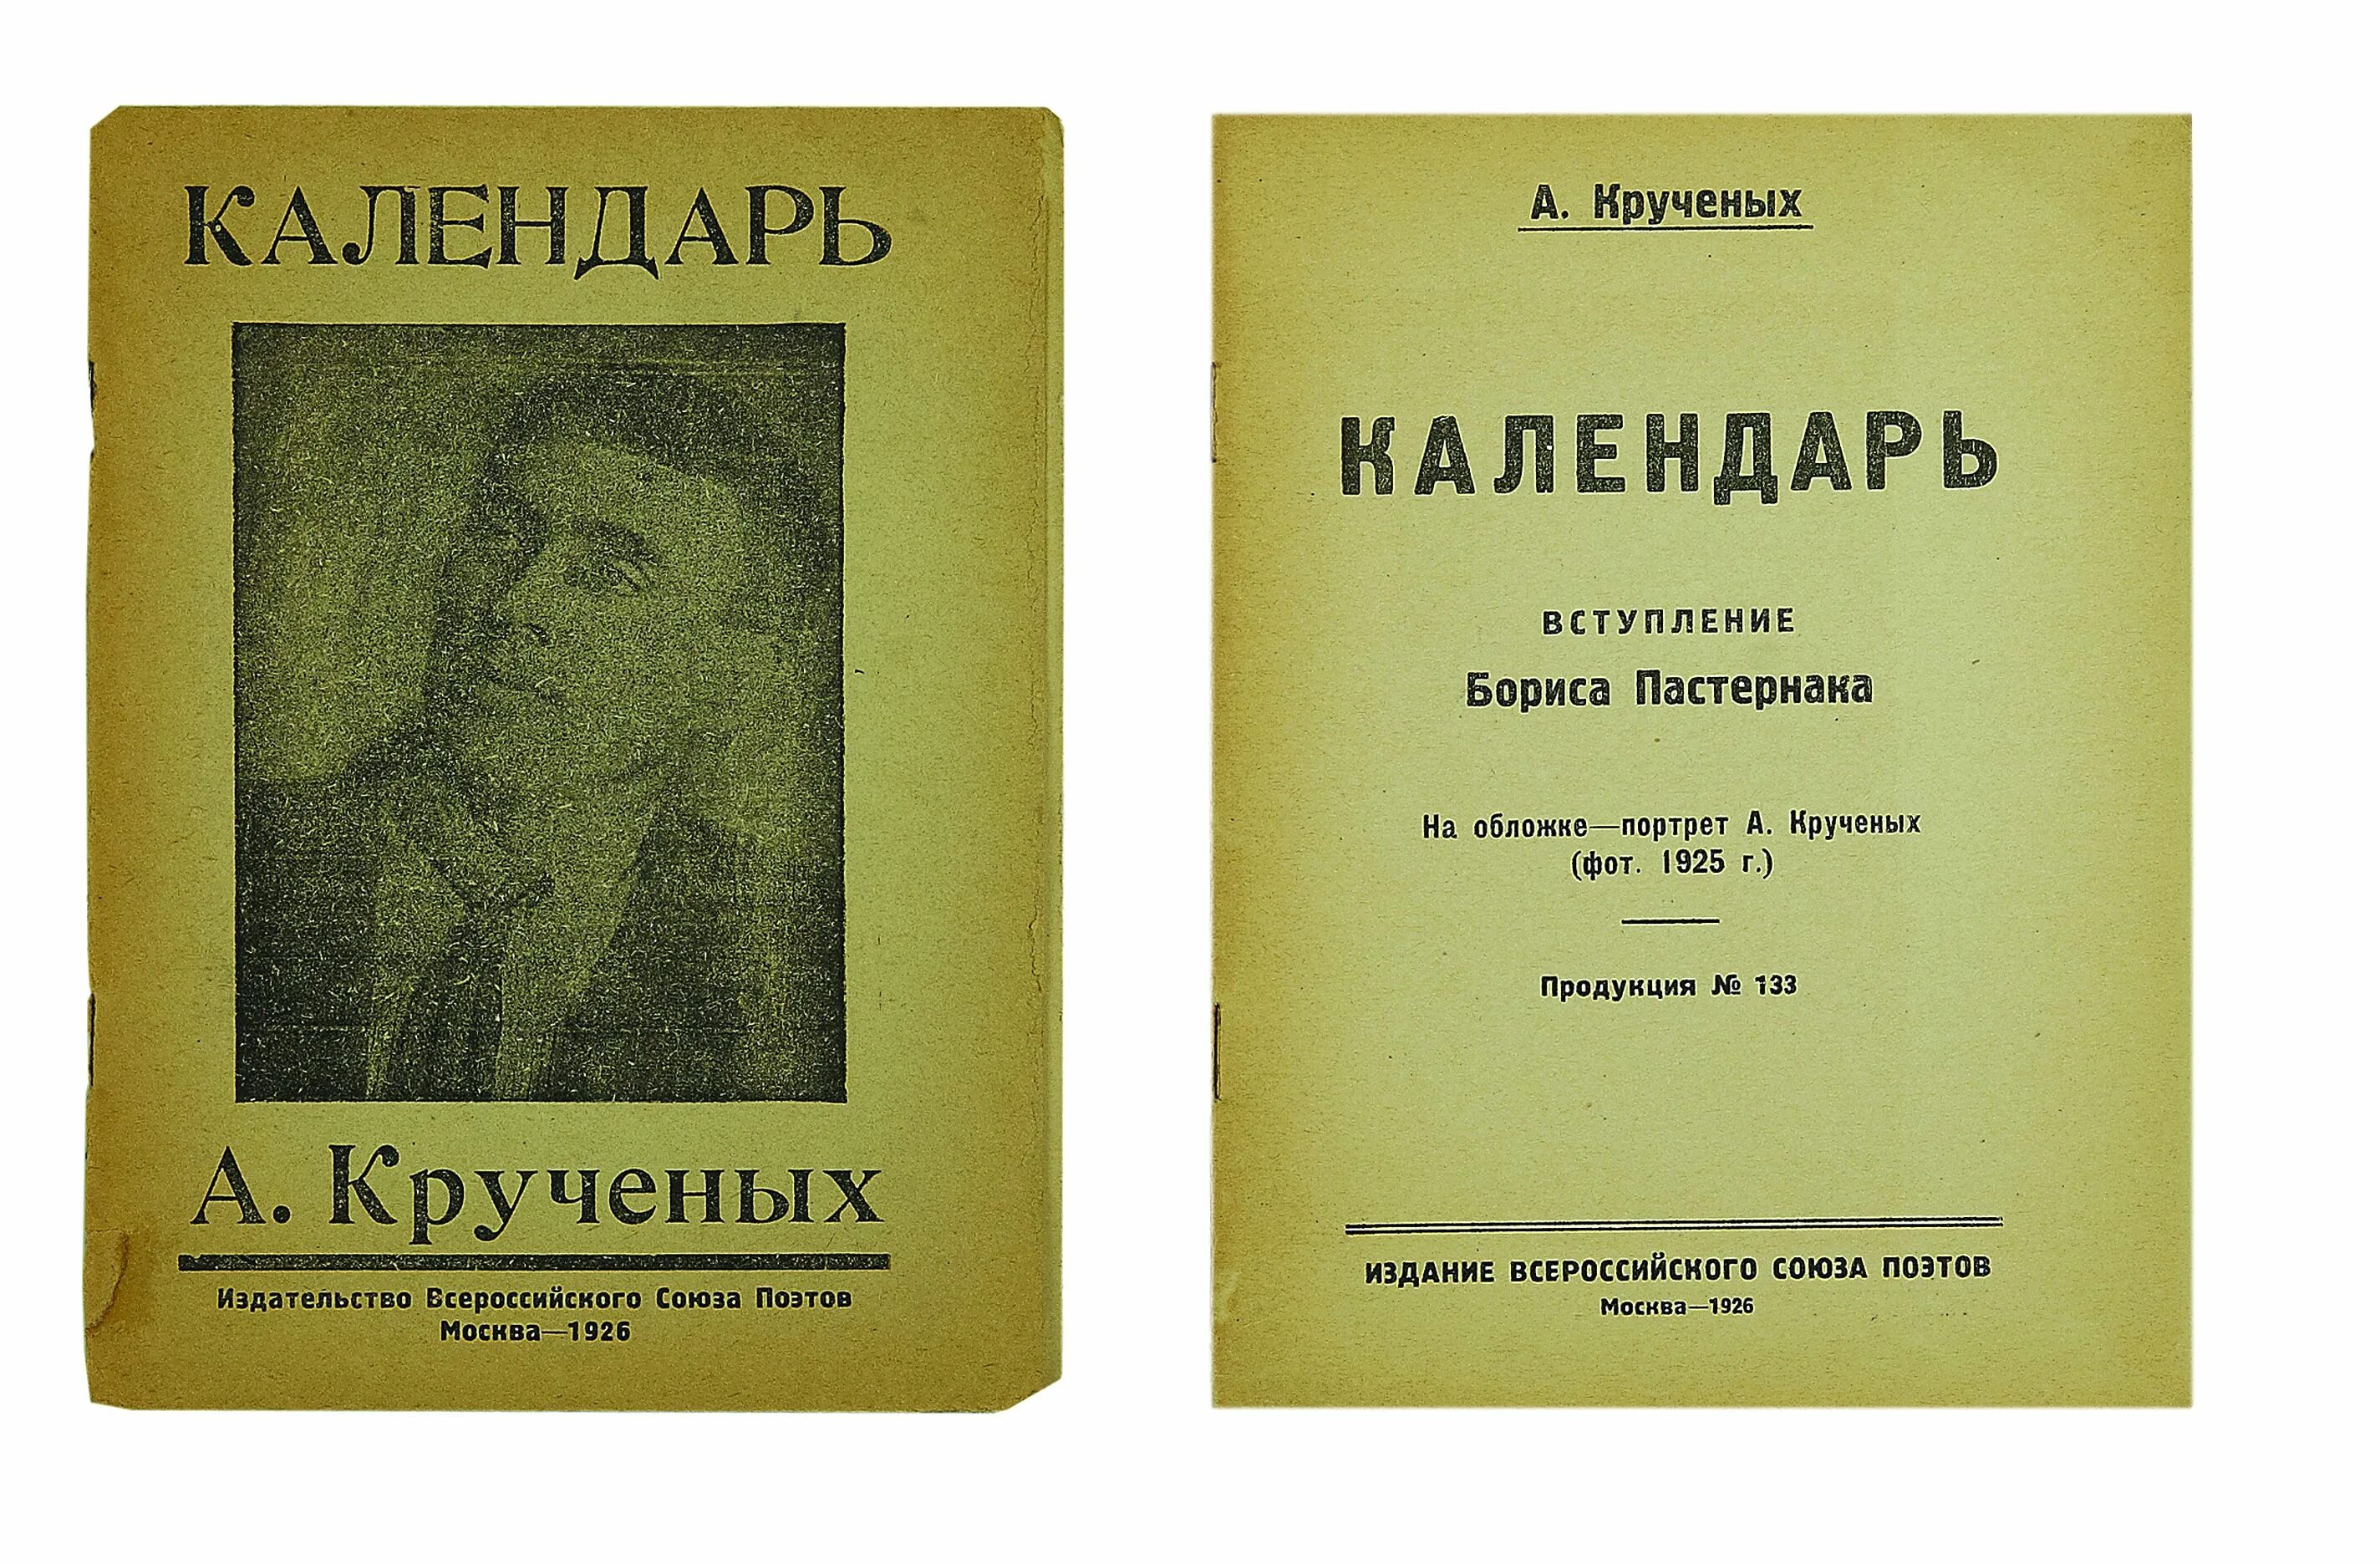 КАЛЕНДАРЬ
А. Крученых
Издательство Всероссийского Союза Поэтов
Москва—1926
А. Крученых
КАЛЕНДАРЬ
ВСТУПЛЕНИЕ
Бориса Пастернака
На обложке—портрет А. Крученых
(фот. 1925 г.)
Продукция № 133
ИЗДАНИЕ ВСЕРОССИЙСКОГО СОЮЗА ПОЭТОВ
Москва—1926